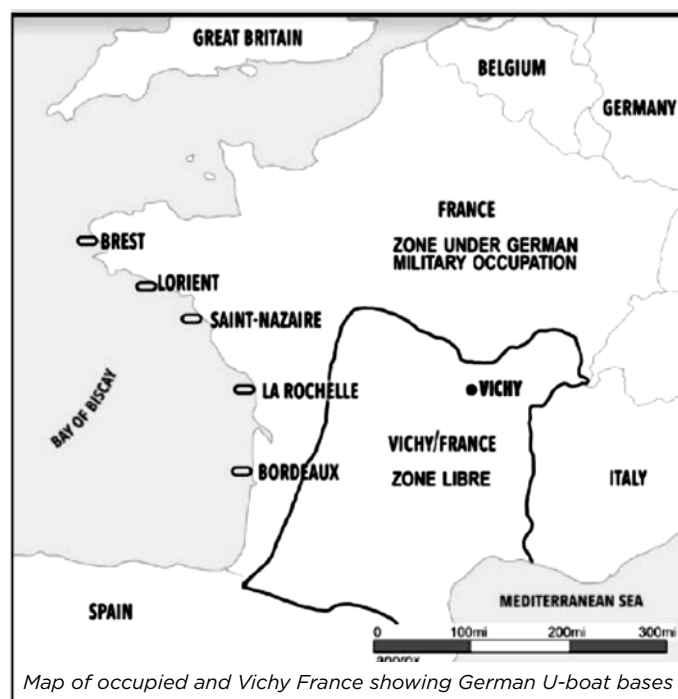 GREAT BRITAIN
BELGIUM
GERMANY
FRANCE
ZONE UNDER GERMAN
MILITARY OCCUPATION
BREST
LORIENT
SAINT-NAZAIRE
BAY OF BISCAY
LA ROCHELLE
VICHY
VICHY/FRANCE
ZONE LIBRE
BORDEAUX
ITALY
SPAIN
MEDITERRANEAN SEA
0 100mi 200mi 300mi
approx
Map of occupied and Vichy France showing German U-boat bases